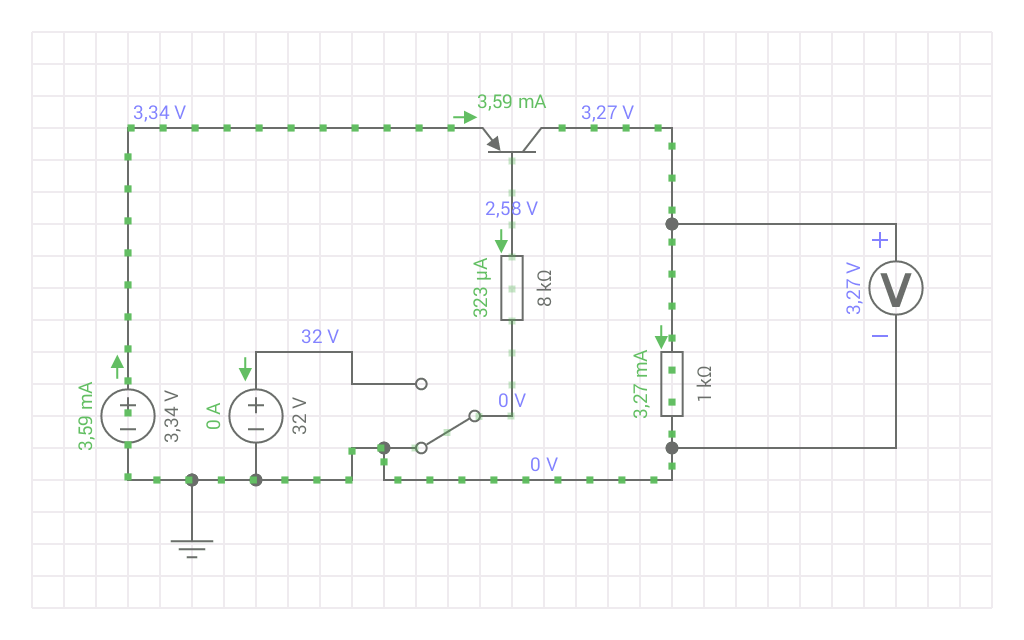 3,59 mA
3,34 V
3,27 V
2,58 V
323 μA
8 kΩ
+
V
3,27 V
−
32 V
3,27 mA
1 kΩ
3,59 mA
+
−
3,34 V
0 A
+
−
32 V
0 V
0 V